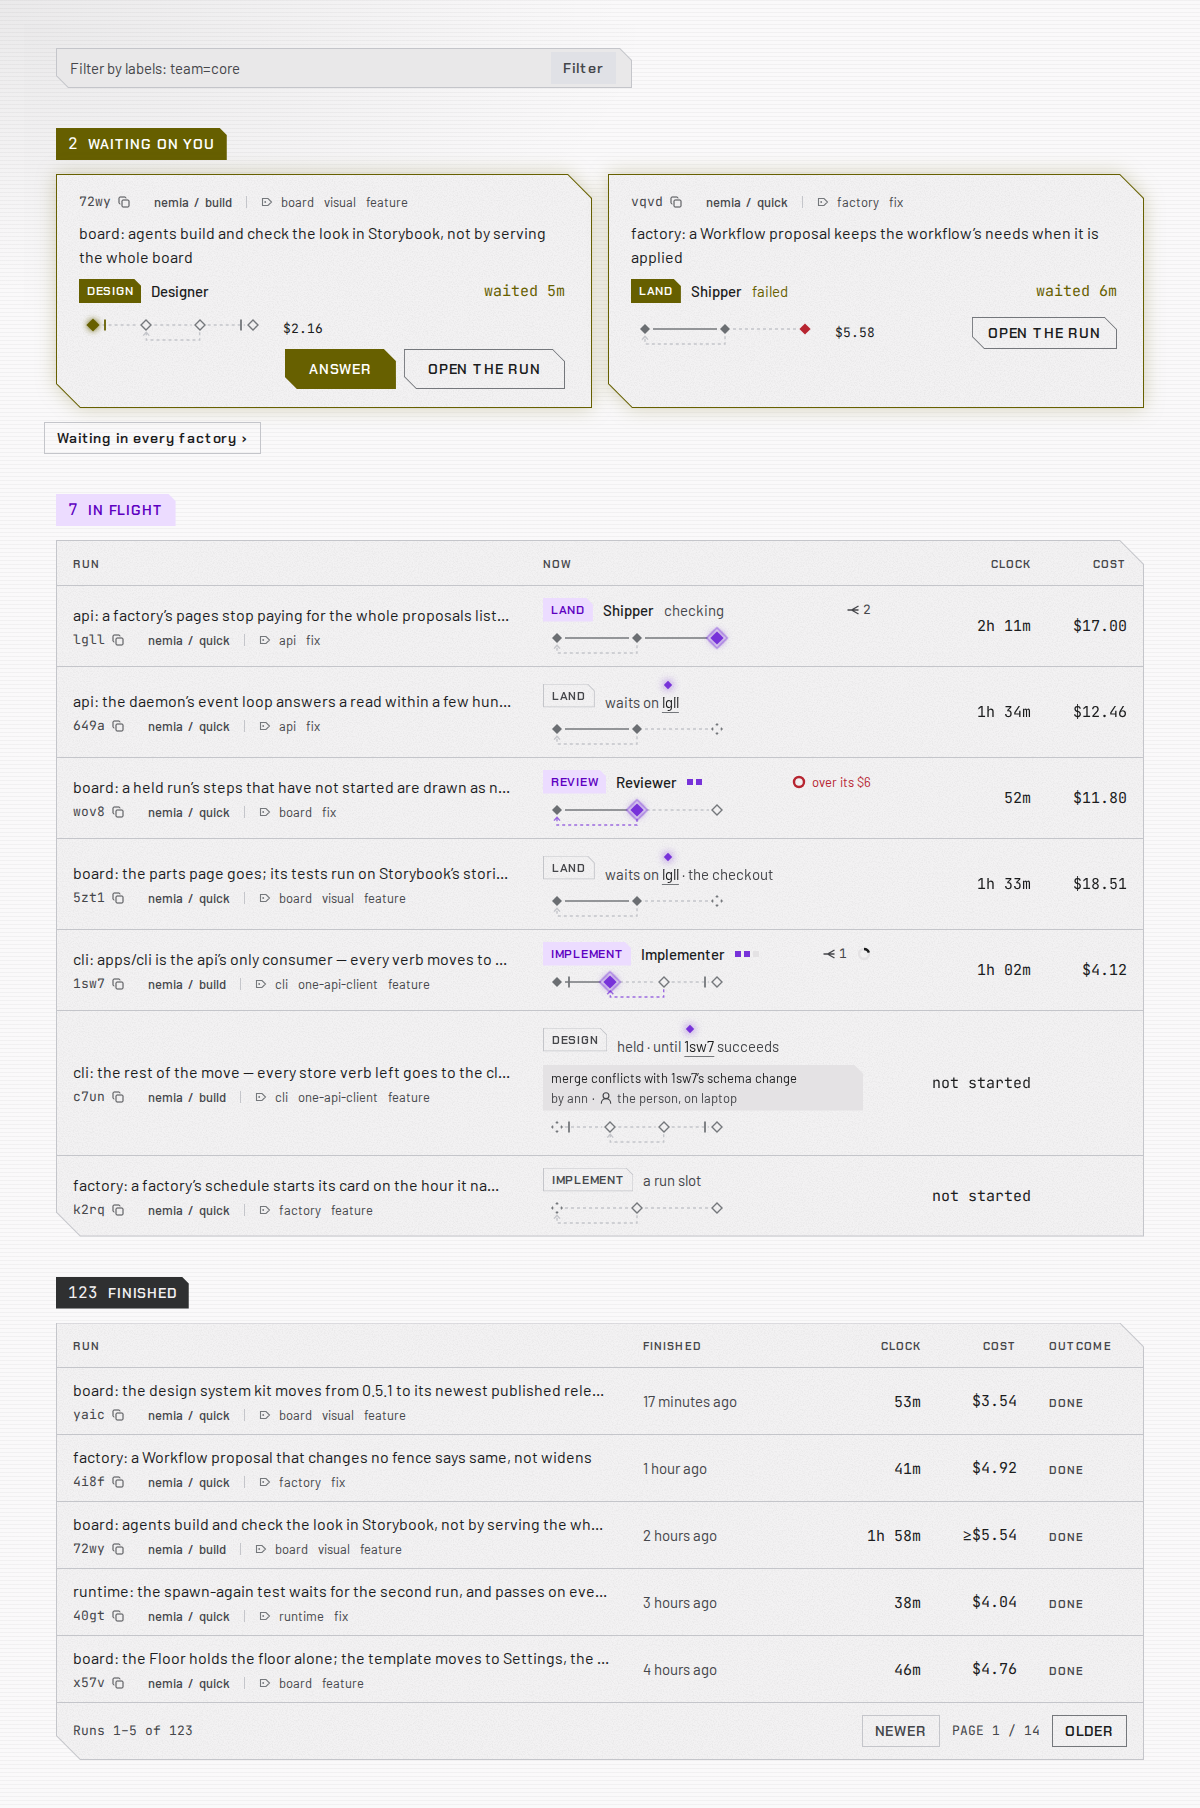 Filter by labels: team=core
Filter
2 WAITING ON YOU
72wy nemla / build board visual feature
board: agents build and check the look in Storybook, not by serving
the whole board
DESIGN Designer waited 5m
$2.16
ANSWER OPEN THE RUN
vqvd nemla / quick factory fix
factory: a Workflow proposal keeps the workflow's needs when it is
applied
LAND Shipper failed waited 6m
$5.58 OPEN THE RUN
Waiting in every factory ›
7 IN FLIGHT
RUN NOW CLOCK COST
api: a factory's pages stop paying for the whole proposals list...
lgll nemla / quick api fix
LAND Shipper checking 2
2h 11m $17.00
api: the daemon's event loop answers a read within a few hun...
649a nemla / quick api fix
LAND waits on lgll
1h 34m $12.46
board: a held run's steps that have not started are drawn as n...
wov8 nemla / quick board fix
REVIEW Reviewer over its $6
52m $11.80
board: the parts page goes; its tests run on Storybook's stori...
5zt1 nemla / quick board visual feature
LAND waits on lgll · the checkout
1h 33m $18.51
cli: apps/cli is the api's only consumer — every verb moves to ...
1sw7 nemla / build cli one-api-client feature
IMPLEMENT Implementer 1
1h 02m $4.12
cli: the rest of the move — every store verb left goes to the cl...
c7un nemla / build cli one-api-client feature
DESIGN held · until 1sw7 succeeds
merge conflicts with 1sw7's schema change
by ann · the person, on laptop
not started
factory: a factory's schedule starts its card on the hour it na...
k2rq nemla / quick factory feature
IMPLEMENT a run slot
not started
123 FINISHED
RUN FINISHED CLOCK COST OUTCOME
board: the design system kit moves from 0.5.1 to its newest published rele...
yaic nemla / quick board visual feature
17 minutes ago 53m $3.54 DONE
factory: a Workflow proposal that changes no fence says same, not widens
4i8f nemla / quick factory fix
1 hour ago 41m $4.92 DONE
board: agents build and check the look in Storybook, not by serving the wh...
72wy nemla / build board visual feature
2 hours ago 1h 58m ≥$5.54 DONE
runtime: the spawn-again test waits for the second run, and passes on eve...
40gt nemla / quick runtime fix
3 hours ago 38m $4.04 DONE
board: the Floor holds the floor alone; the template moves to Settings, the ...
x57v nemla / quick board feature
4 hours ago 46m $4.76 DONE
Runs 1–5 of 123 NEWER PAGE 1 / 14 OLDER